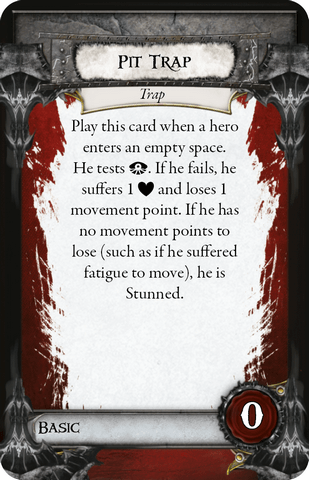 Pit Trap
Trap
Play this card when a hero
enters an empty space.
He tests . If he fails, he
suffers 1 ♥ and loses 1
movement point. If he has
no movement points to
lose (such as if he suffered
fatigue to move), he is
Stunned.
Basic
0